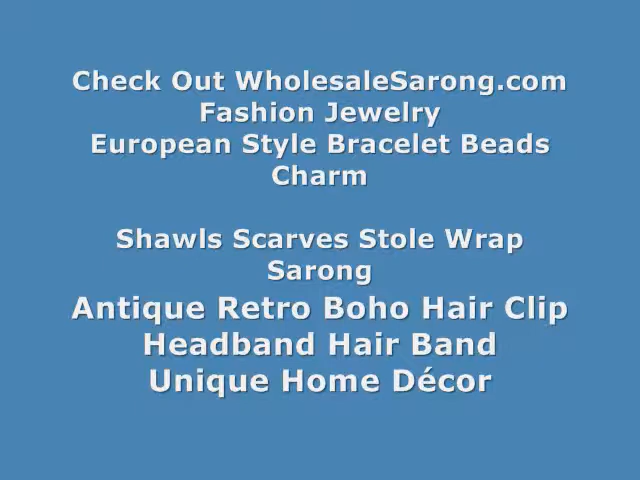 Check Out WholesaleSarong.com
Fashion Jewelry
European Style Bracelet Beads
Charm
Shawls Scarves Stole Wrap
Sarong
Antique Retro Boho Hair Clip
Headband Hair Band
Unique Home Décor